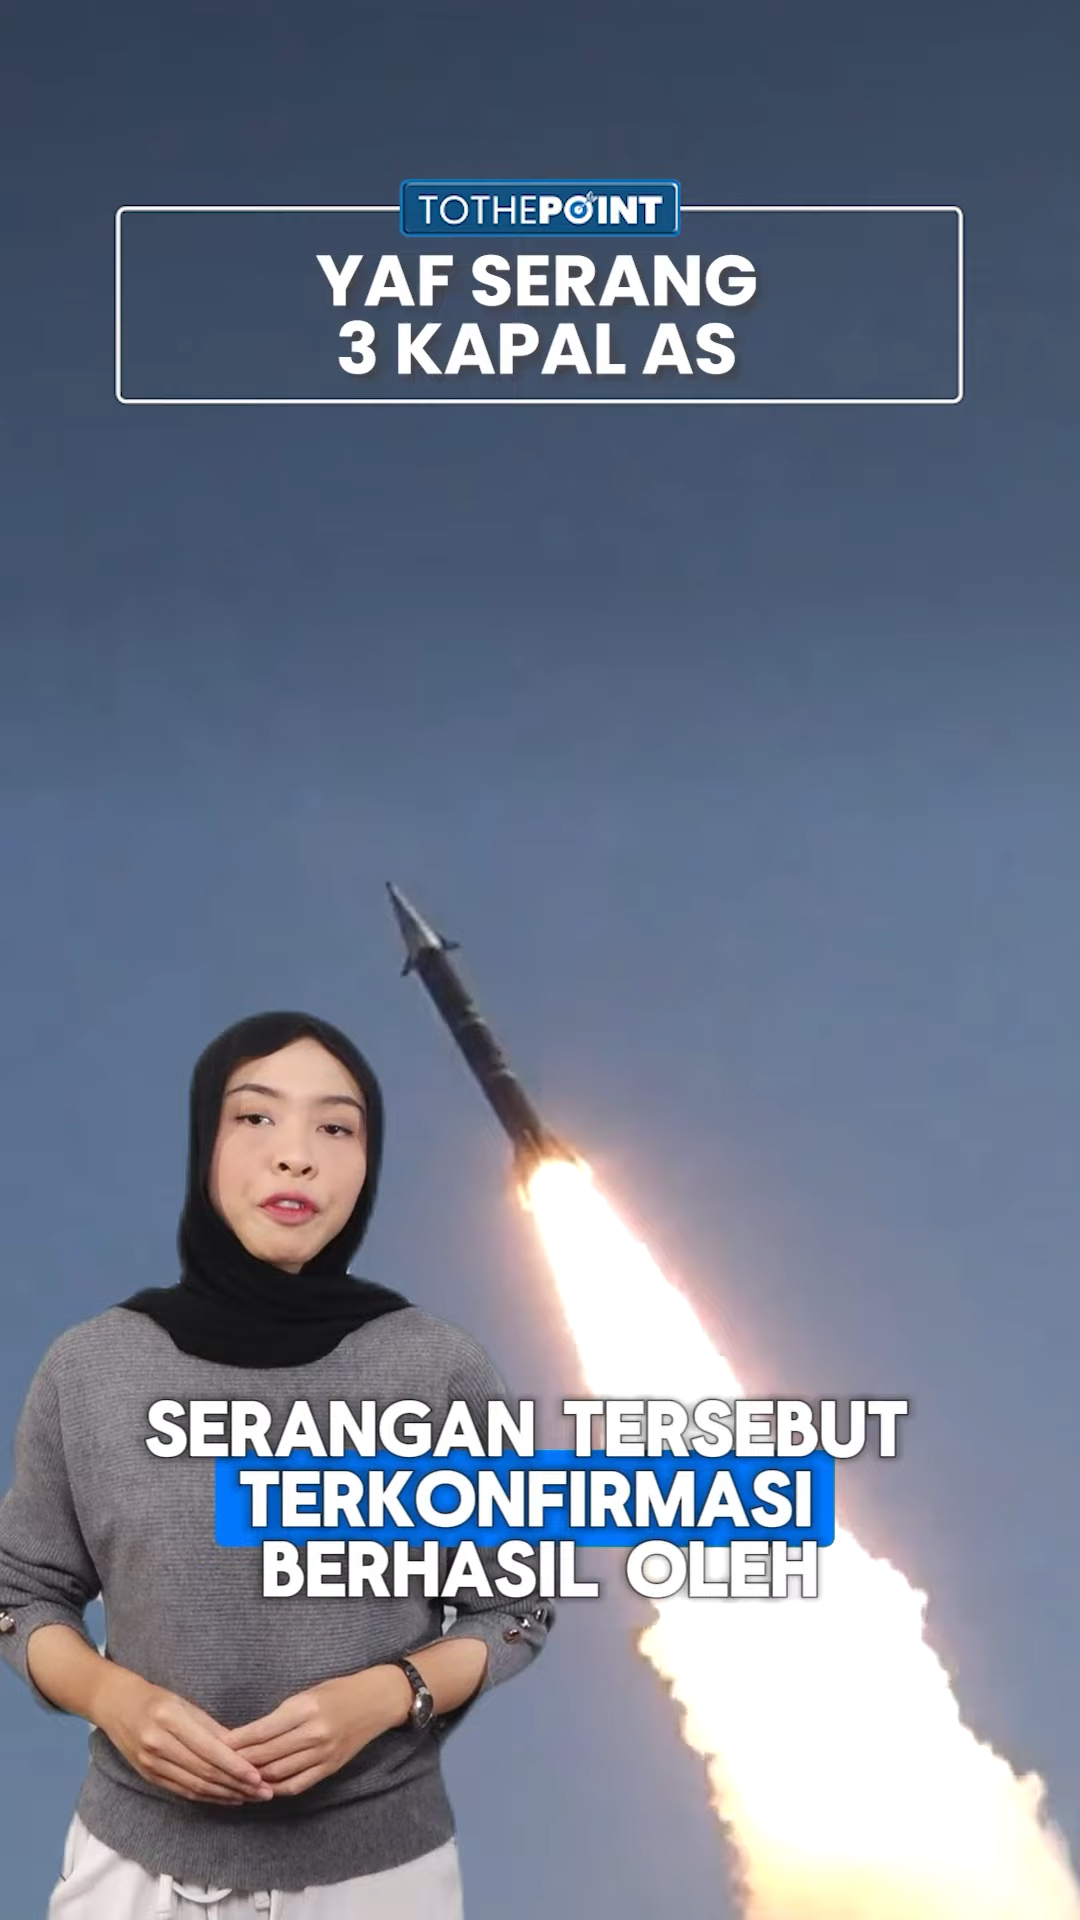 TOTHEPOINT
YAF SERANG
3 KAPAL AS
SERANGAN TERSEBUT
TERKONFIRMASI
BERHASIL OLEH